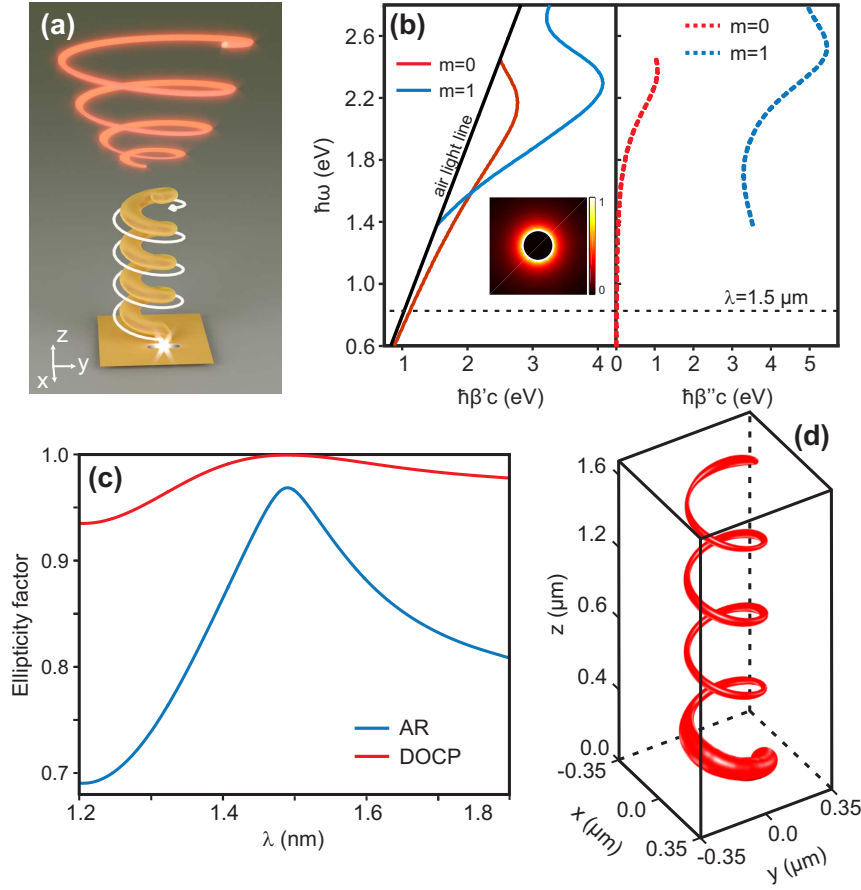 (a)
z
y
x
(b)
m=0
m=1
air light line
ħω (eV)
2.6
2.2
1.8
1.4
1.0
0.6
1
2
3
4
ħβ'c (eV)
1
0
m=0
m=1
λ=1.5 μm
0
1
2
3
4
5
ħβ''c (eV)
(c)
Ellipticity factor
1.0
0.9
0.8
0.7
AR
DOCP
1.2
1.4
1.6
1.8
λ (nm)
(d)
z (μm)
1.6
1.2
0.6
0.4
0.0
-0.35
0.0
0.35
x (μm)
-0.35
0.0
0.35
y (μm)